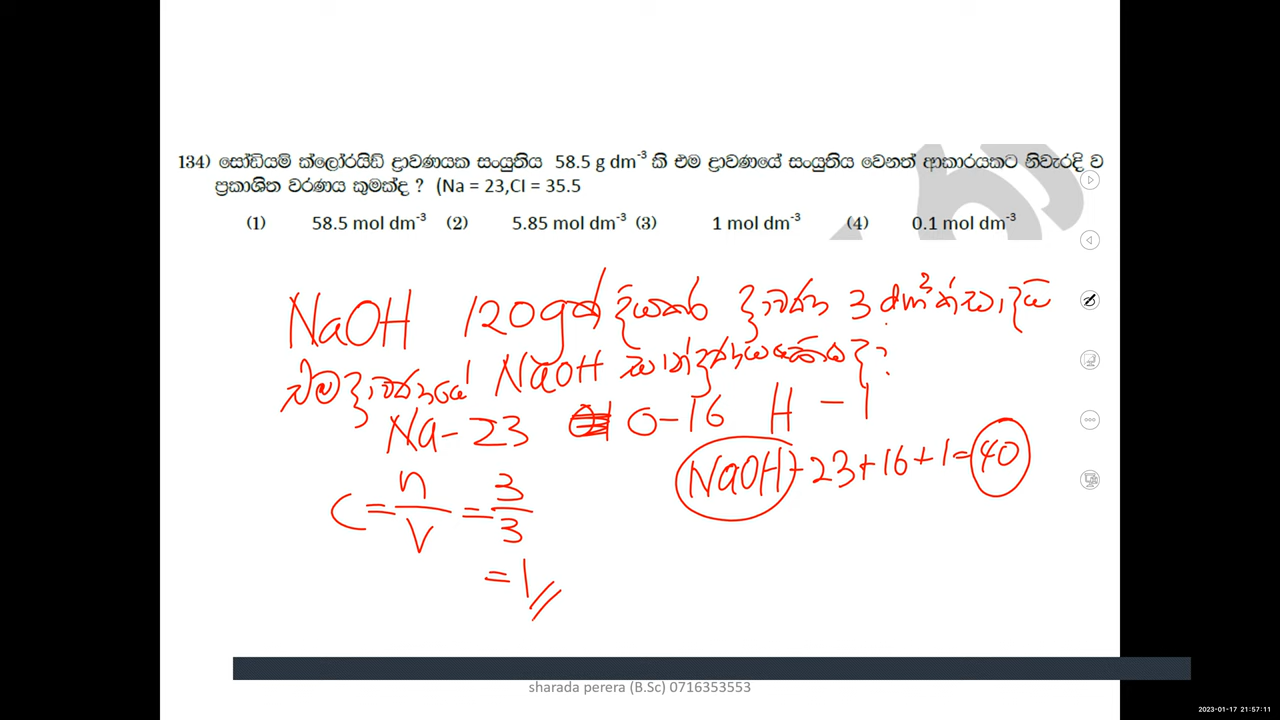 134) සෝඩියම් ක්ලෝරයිඩ් ද්‍රාවණයක සංයුතිය 58.5 g dm⁻³ කි එම ද්‍රාවණයේ සංයුතිය වෙනත් ආකාරයකට නිවැරදි ව
ප්‍රකාශිත වරණය කුමක්ද ? (Na = 23,Cl = 35.5
(1) 58.5 mol dm⁻³ (2) 5.85 mol dm⁻³ (3) 1 mol dm⁻³ (4) 0.1 mol dm⁻³
NaOH 120g ක් දියකර ද්‍රාවණ 3 dm³ ක් සාදයි
එම ද්‍රාවණයේ NaOH සාන්ද්‍රණය කීයද?
Na - 23 O - 16 H - 1
NaOH - 23 + 16 + 1 = 40
C = n/V = 3/3
= 1
sharada perera (B.Sc) 0716353553
2023-01-17 21:57:11